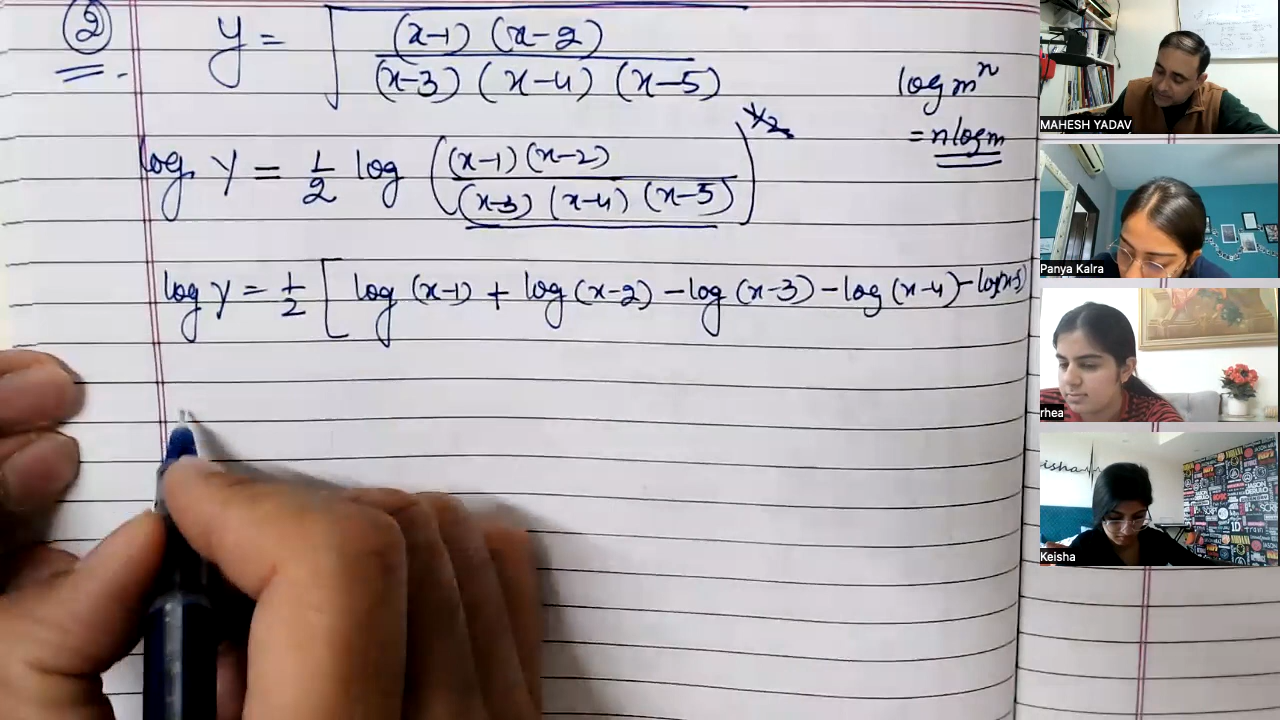 ② y = √((x-1) (x-2) / (x-3) (x-4) (x-5))
log mⁿ
= n log m
log y = 1/2 log ((x-1)(x-2) / (x-3) (x-4) (x-5))^1/2
log y = 1/2 [ log (x-1) + log (x-2) - log (x-3) - log (x-4) - log(x-5)
MAHESH YADAV
Panya Kalra
rhea
Keisha